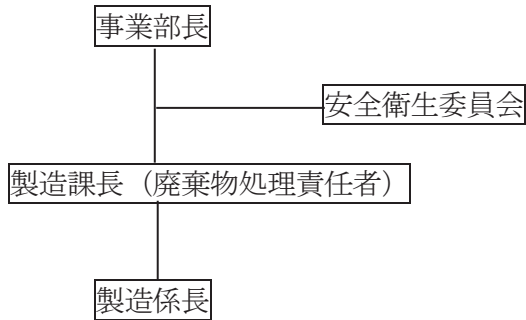 事業部長
安全衛生委員会
製造課長（廃棄物処理責任者）
製造係長